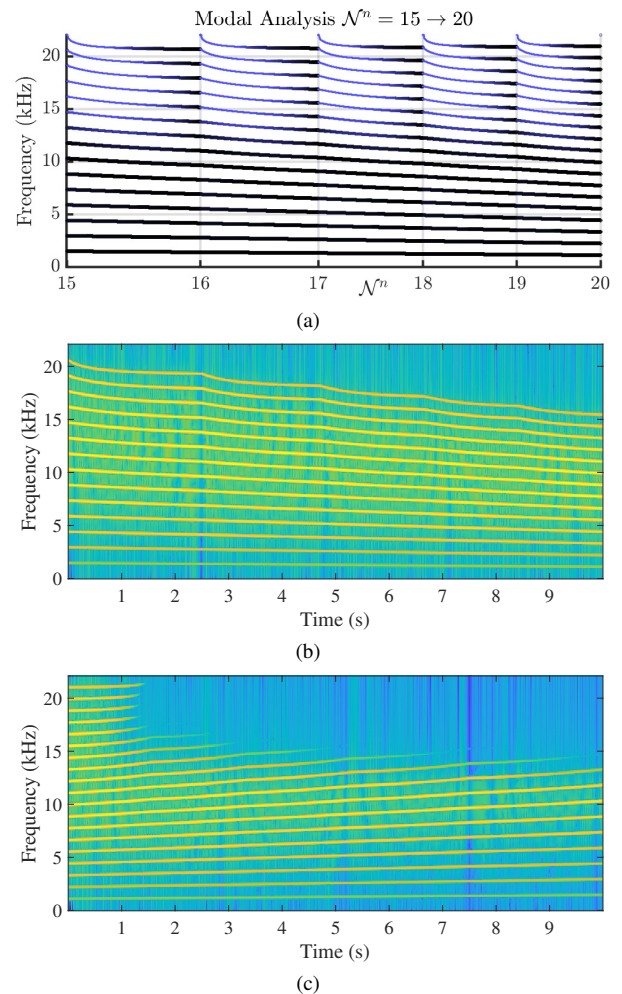 Modal Analysis 𝒩ⁿ = 15 → 20
Frequency (kHz)
20
15
10
5
0
15 16 17 18 19 20
𝒩ⁿ
(a)
Frequency (kHz)
20
15
10
5
0
1 2 3 4 5 6 7 8 9
Time (s)
(b)
Frequency (kHz)
20
15
10
5
0
1 2 3 4 5 6 7 8 9
Time (s)
(c)